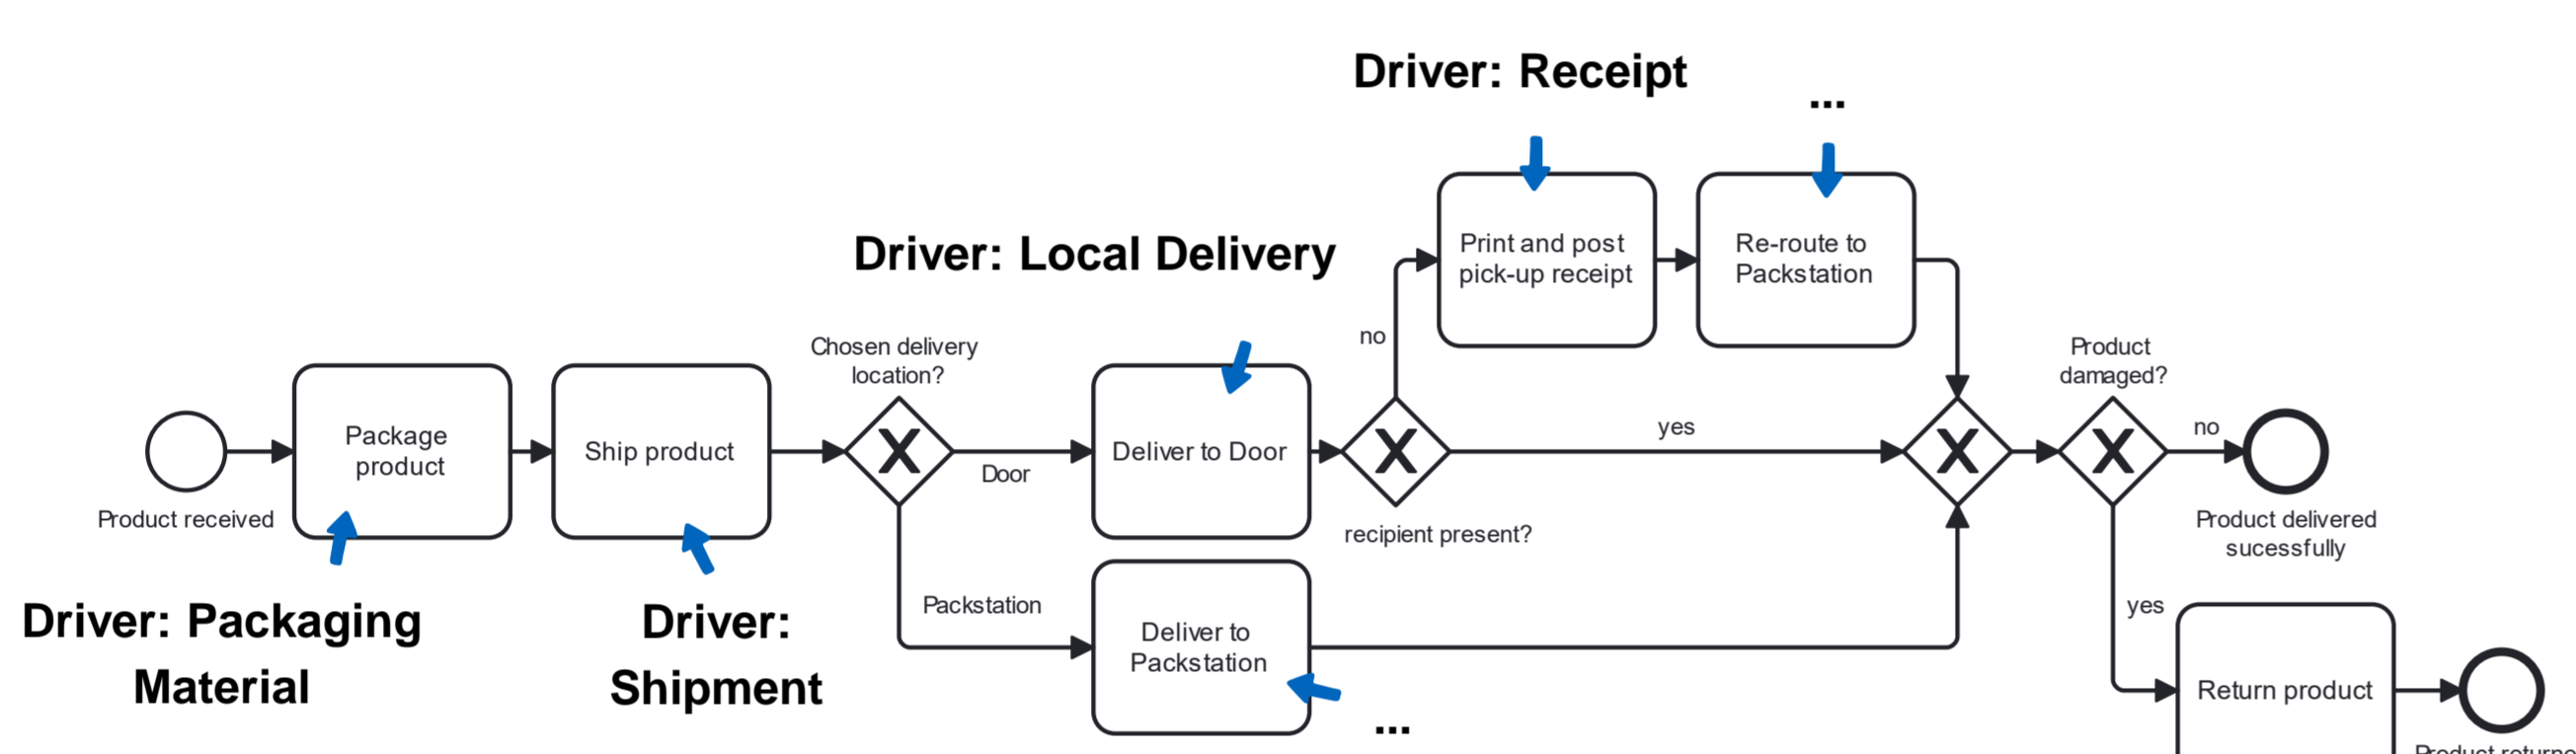 Driver: Receipt
...
Driver: Local Delivery
Print and post
pick-up receipt
Re-route to
Packstation
no
Chosen delivery
location?
Product
damaged?
Package
product
Ship product
X
Door
Deliver to Door
X
yes
X
X
no
Product received
recipient present?
Product delivered
sucessfully
Driver: Packaging
Material
Driver:
Shipment
Packstation
Deliver to
Packstation
...
yes
Return product